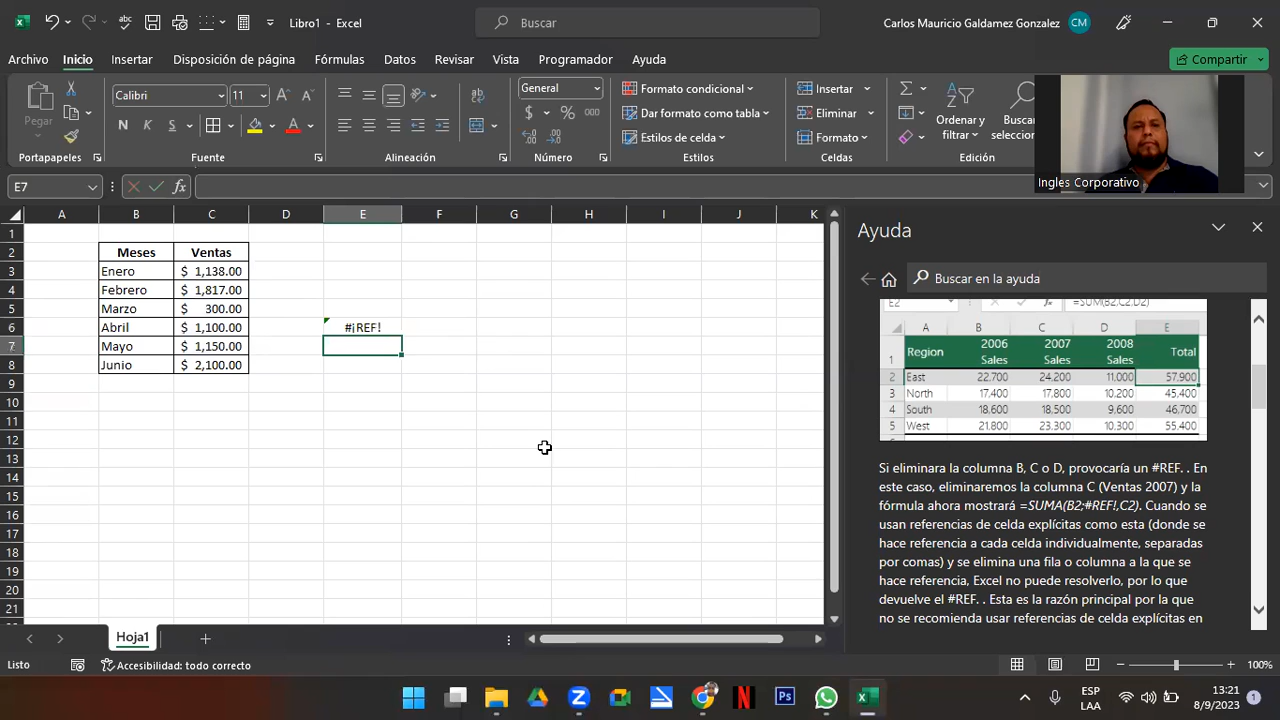 Libro1 - Excel
Buscar
Carlos Mauricio Galdamez Gonzalez
CM
Archivo
Inicio
Insertar
Disposición de página
Fórmulas
Datos
Revisar
Vista
Programador
Ayuda
Compartir
Pegar
Portapapeles
Calibri
11
N K S
Fuente
Alineación
General
$ % 000
Número
Formato condicional
Dar formato como tabla
Estilos de celda
Estilos
Insertar
Eliminar
Formato
Celdas
Ordenar y
filtrar
Buscar
seleccion
Edición
Ingles Corporativo
E7
fx
A B C D E F G H I J K
1
2 Meses Ventas
3 Enero $ 1,138.00
4 Febrero $ 1,817.00
5 Marzo $ 300.00
6 Abril $ 1,100.00 #¡REF!
7 Mayo $ 1,150.00
8 Junio $ 2,100.00
9
10
11
12
13
14
15
16
17
18
19
20
21
Ayuda
Buscar en la ayuda
E2 =SUM(B2,C2,D2)
A B C D E
1 Region 2006 Sales 2007 Sales 2008 Sales Total
2 East 22.700 24.200 11.000 57.900
3 North 17.400 17.800 10.200 45.400
4 South 18.600 18.500 9.600 46.700
5 West 21.800 23.300 10.300 55.400
Si eliminara la columna B, C o D, provocaría un #REF. . En
este caso, eliminaremos la columna C (Ventas 2007) y la
fórmula ahora mostrará =SUMA(B2;#REF!,C2). Cuando se
usan referencias de celda explícitas como esta (donde se
hace referencia a cada celda individualmente, separadas
por comas) y se elimina una fila o columna a la que se
hace referencia, Excel no puede resolverlo, por lo que
devuelve el #REF. . Esta es la razón principal por la que
no se recomienda usar referencias de celda explícitas en
Hoja1
Listo
Accesibilidad: todo correcto
100%
ESP
LAA
13:21
8/9/2023